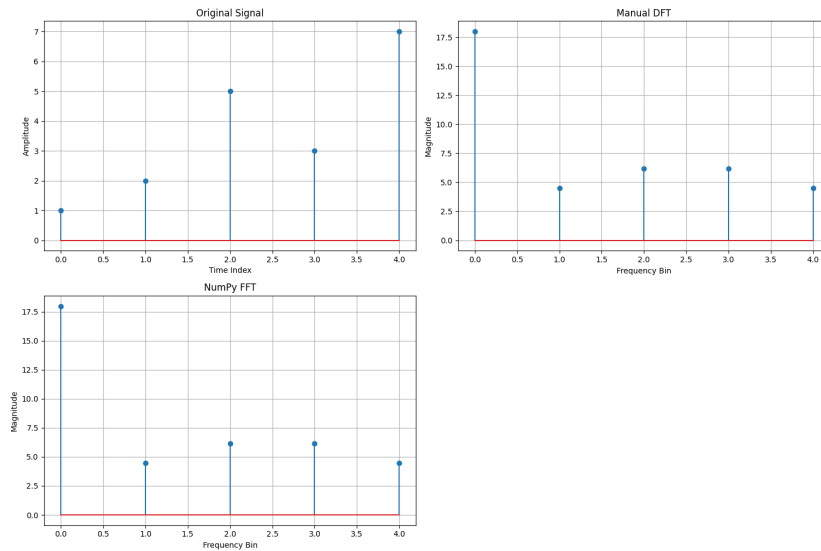 Original Signal
7
6
5
4
3
2
1
0
Amplitude
0.0 0.5 1.0 1.5 2.0 2.5 3.0 3.5 4.0
Time Index
Manual DFT
17.5
15.0
12.5
10.0
7.5
5.0
2.5
0.0
Magnitude
0.0 0.5 1.0 1.5 2.0 2.5 3.0 3.5 4.0
Frequency Bin
NumPy FFT
17.5
15.0
12.5
10.0
7.5
5.0
2.5
0.0
Magnitude
0.0 0.5 1.0 1.5 2.0 2.5 3.0 3.5 4.0
Frequency Bin